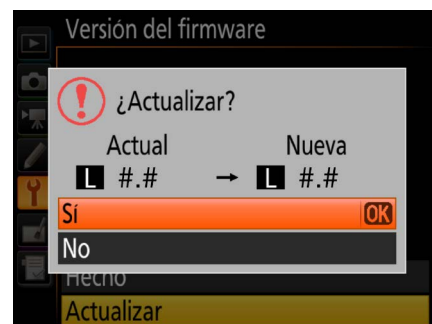 Versión del firmware
¿Actualizar?
Actual Nueva
L #.# → L #.#
Sí OK
No
Hecho
Actualizar